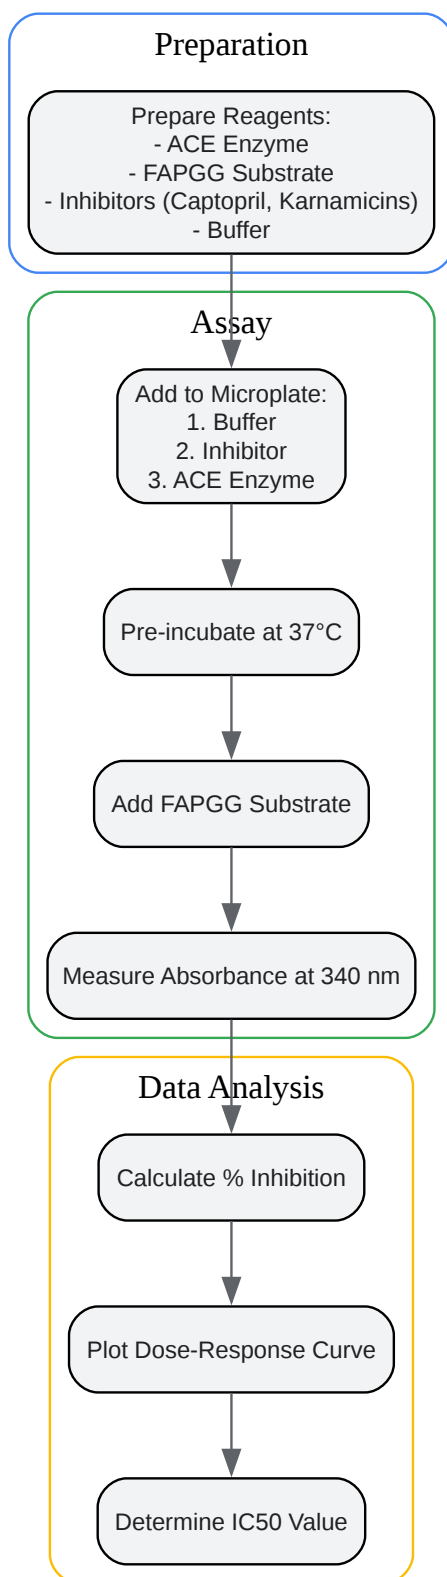 Preparation
Prepare Reagents:
- ACE Enzyme
- FAPGG Substrate
- Inhibitors (Captopril, Karnamicins)
- Buffer
Assay
Add to Microplate:
1. Buffer
2. Inhibitor
3. ACE Enzyme
Pre-incubate at 37°C
Add FAPGG Substrate
Measure Absorbance at 340 nm
Data Analysis
Calculate % Inhibition
Plot Dose-Response Curve
Determine IC50 Value